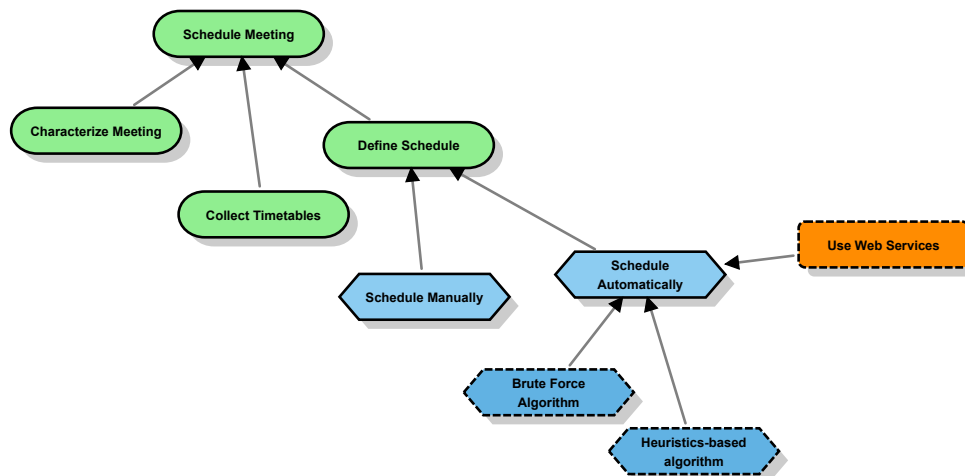 Schedule Meeting
Characterize Meeting
Define Schedule
Collect Timetables
Use Web Services
Schedule
Automatically
Schedule Manually
Brute Force
Algorithm
Heuristics-based
algorithm